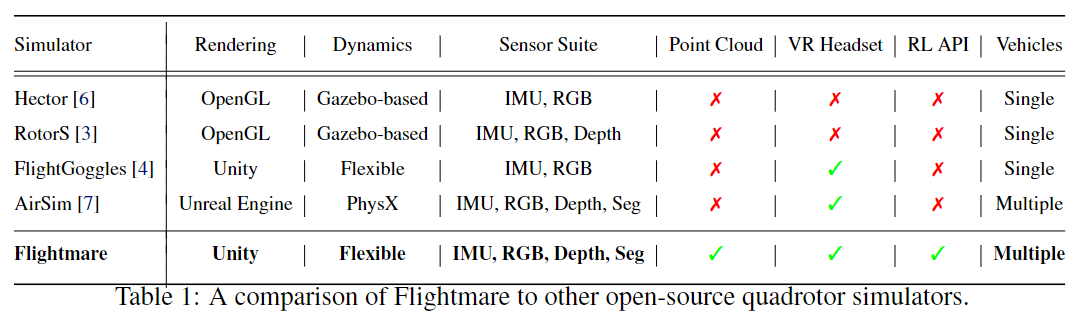 Simulator | Rendering | Dynamics | Sensor Suite | Point Cloud | VR Headset | RL API | Vehicles
Hector [6] | OpenGL | Gazebo-based | IMU, RGB | ✗ | ✗ | ✗ | Single
RotorS [3] | OpenGL | Gazebo-based | IMU, RGB, Depth | ✗ | ✗ | ✗ | Single
FlightGoggles [4] | Unity | Flexible | IMU, RGB | ✗ | ✓ | ✗ | Single
AirSim [7] | Unreal Engine | PhysX | IMU, RGB, Depth, Seg | ✗ | ✓ | ✗ | Multiple
Flightmare | Unity | Flexible | IMU, RGB, Depth, Seg | ✓ | ✓ | ✓ | Multiple
Table 1: A comparison of Flightmare to other open-source quadrotor simulators.